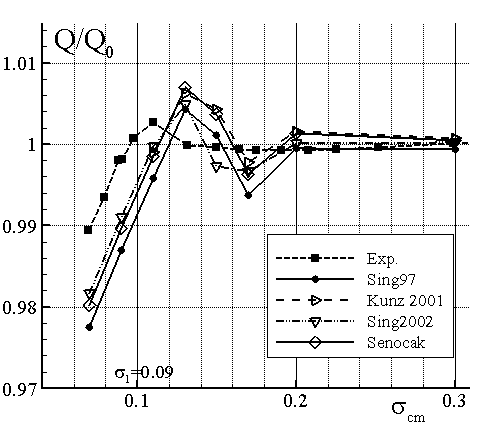 Q/Q0
1.01
1
0.99
0.98
0.97
Exp.
Sing97
Kunz 2001
Sing2002
Senocak
σ1=0.09
0.1
0.2
0.3
σcm